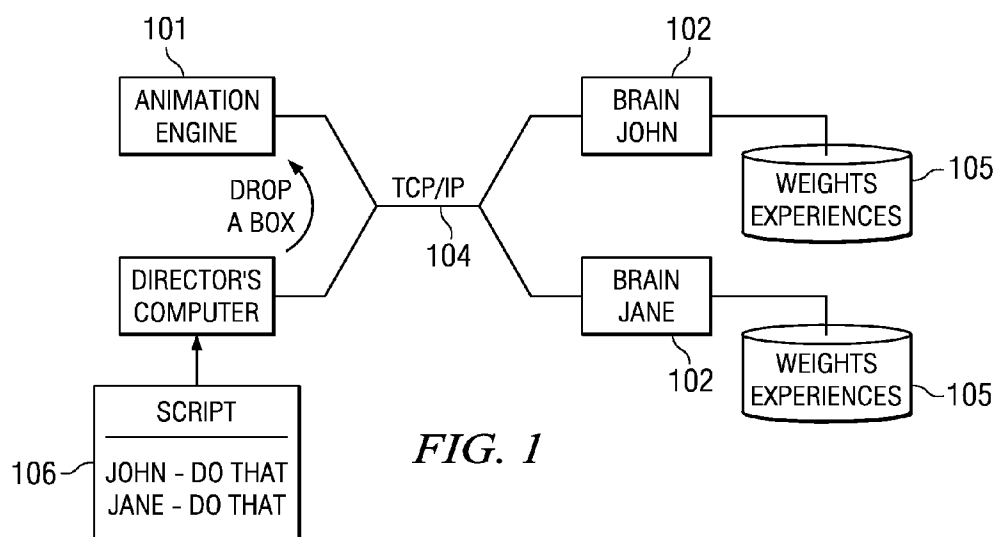 101
ANIMATION
ENGINE
DROP
A BOX
DIRECTOR'S
COMPUTER
SCRIPT
JOHN - DO THAT
JANE - DO THAT
106
TCP/IP
104
102
BRAIN
JOHN
WEIGHTS
EXPERIENCES
105
BRAIN
JANE
102
WEIGHTS
EXPERIENCES
105
FIG. 1